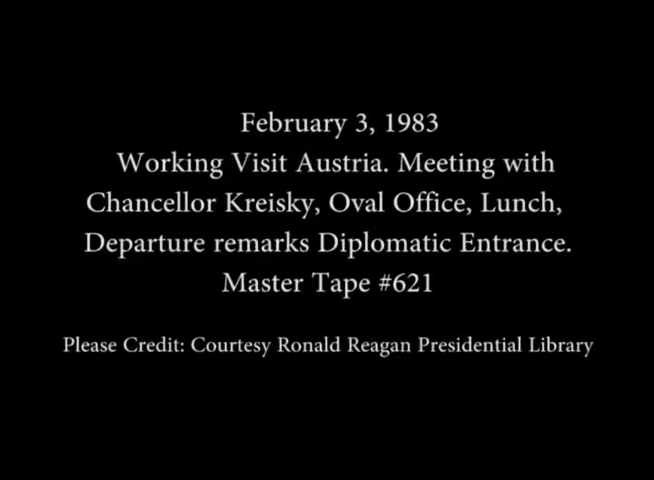 February 3, 1983
Working Visit Austria. Meeting with
Chancellor Kreisky, Oval Office, Lunch,
Departure remarks Diplomatic Entrance.
Master Tape #621
Please Credit: Courtesy Ronald Reagan Presidential Library